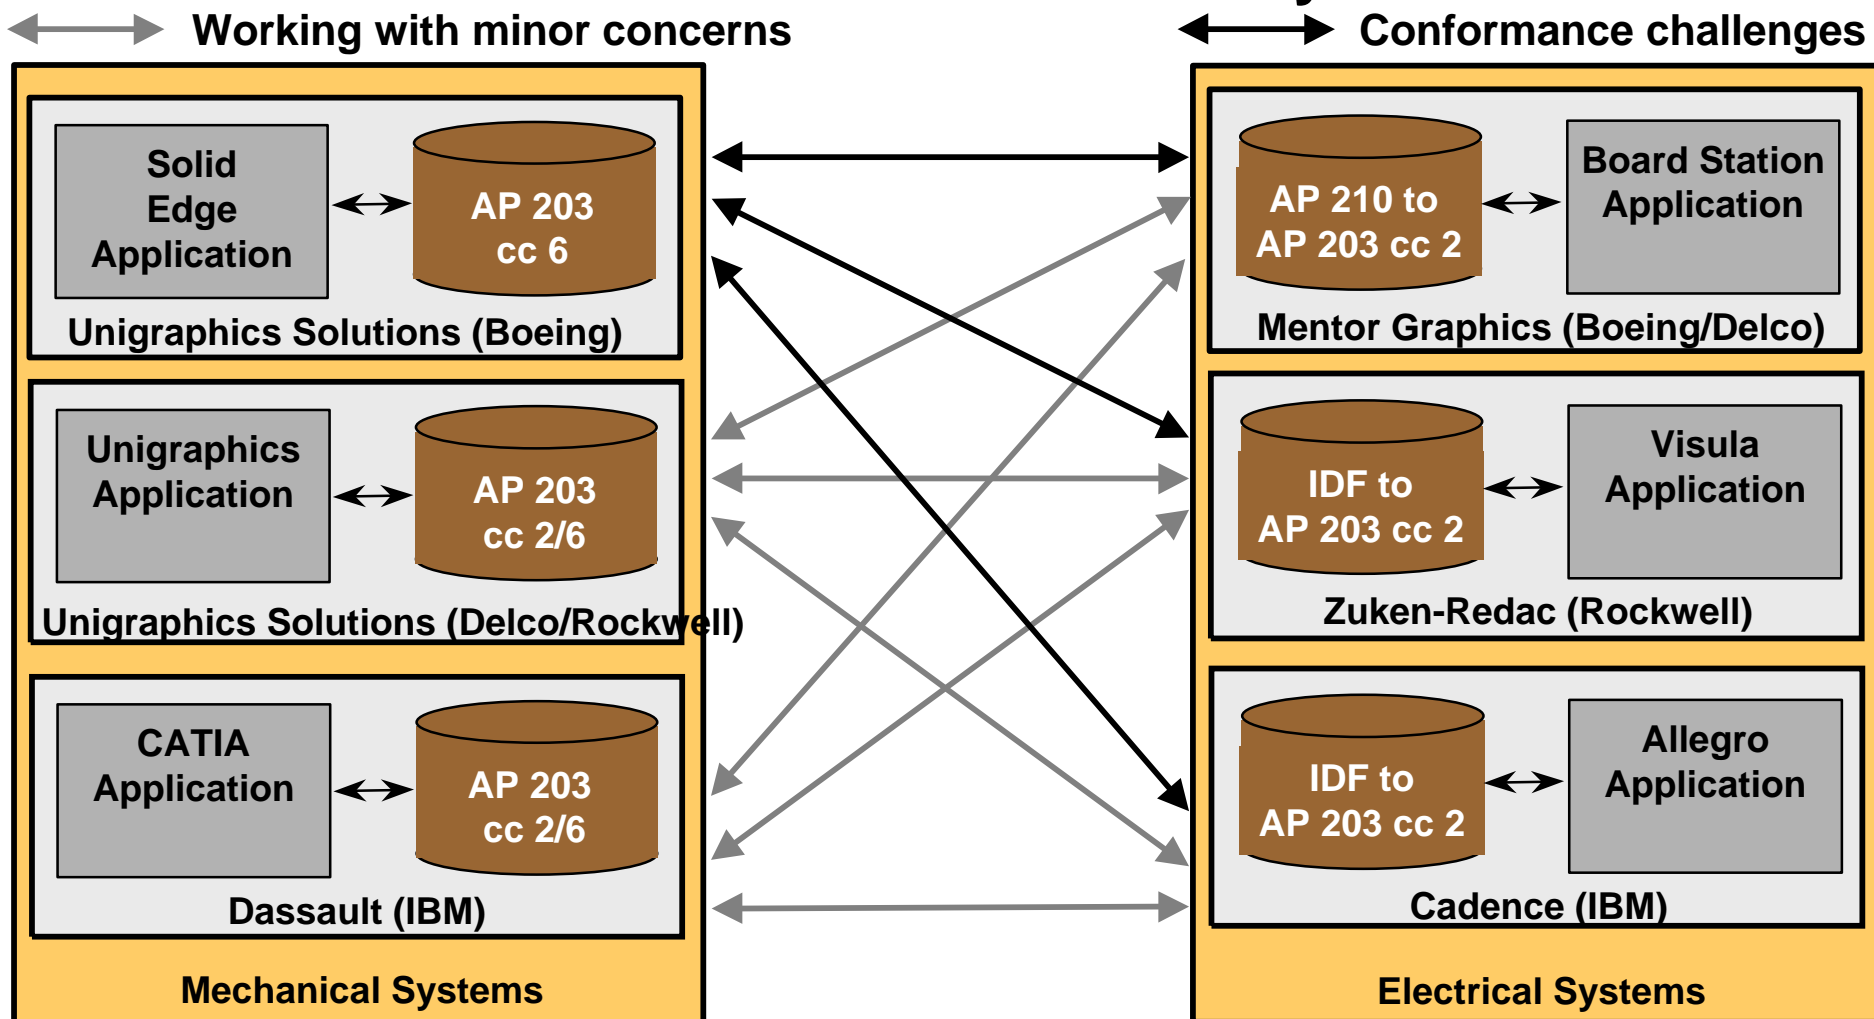 Working with minor concerns
Conformance challenges
Solid
Edge
Application
AP 203
cc 6
Unigraphics Solutions (Boeing)
Unigraphics
Application
AP 203
cc 2/6
Unigraphics Solutions (Delco/Rockwell)
CATIA
Application
AP 203
cc 2/6
Dassault (IBM)
Mechanical Systems
AP 210 to
AP 203 cc 2
Board Station
Application
Mentor Graphics (Boeing/Delco)
IDF to
AP 203 cc 2
Visula
Application
Zuken-Redac (Rockwell)
IDF to
AP 203 cc 2
Allegro
Application
Cadence (IBM)
Electrical Systems